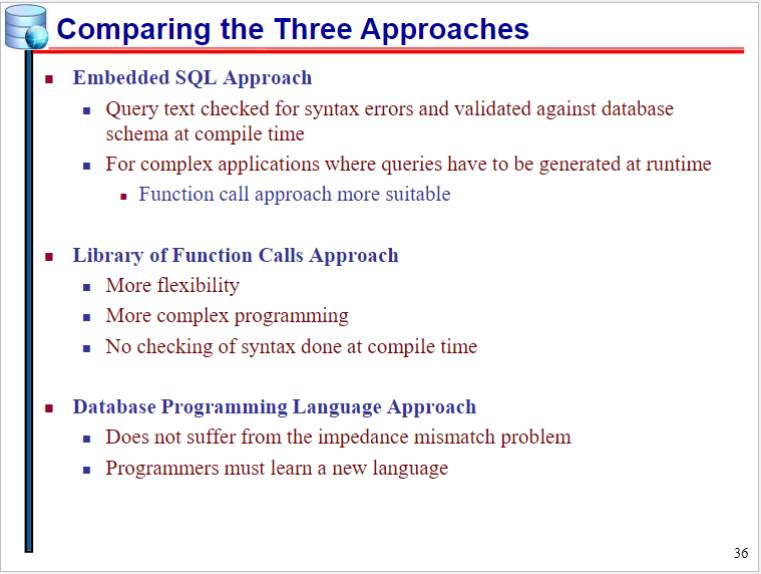 Comparing the Three Approaches
Embedded SQL Approach
Query text checked for syntax errors and validated against database
schema at compile time
For complex applications where queries have to be generated at runtime
Function call approach more suitable
Library of Function Calls Approach
More flexibility
More complex programming
No checking of syntax done at compile time
Database Programming Language Approach
Does not suffer from the impedance mismatch problem
Programmers must learn a new language
36